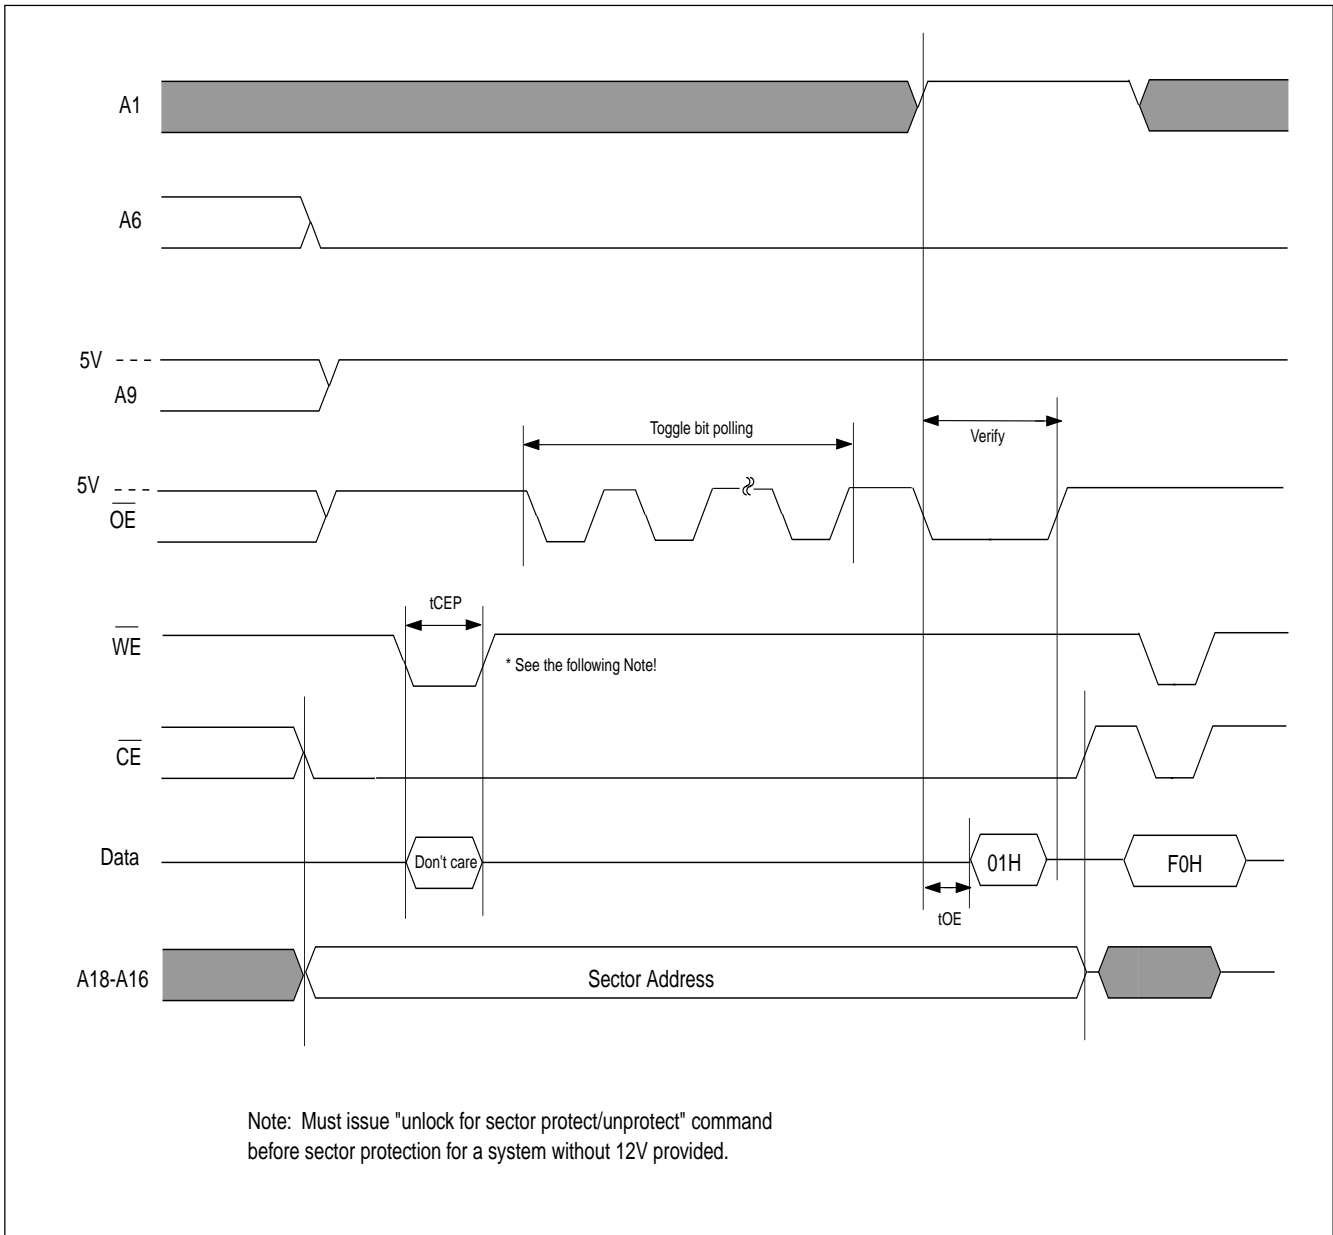 A1
A6
5V
A9
Toggle bit polling
Verify
5V
OE
tCEP
WE
* See the following Note!
CE
Data
Don't care
01H
F0H
tOE
A18-A16
Sector Address
Note: Must issue "unlock for sector protect/unprotect" command
before sector protection for a system without 12V provided.